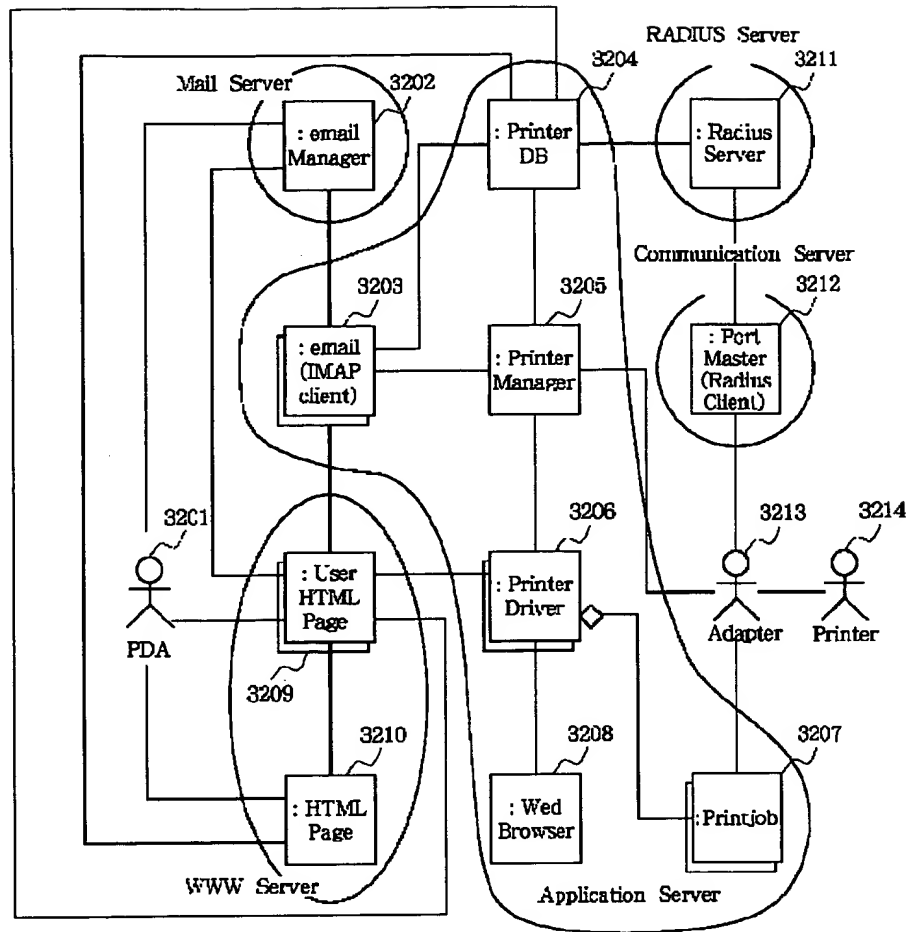 RADIUS Server
Mail Server
3202
3204
3211
: email
Manager
: Printer
DB
: Radius
Server
Communication Server
3203
3205
3212
: email
(IMAP
client)
: Printer
Manager
: Port
Master
(Radius
Client)
3201
3206
3213
3214
PDA
: User
HTML
Page
: Printer
Driver
Adapter
Printer
3209
3210
3208
3207
: HTML
Page
: Wed
Browser
:Printjob
WWW Server
Application Server